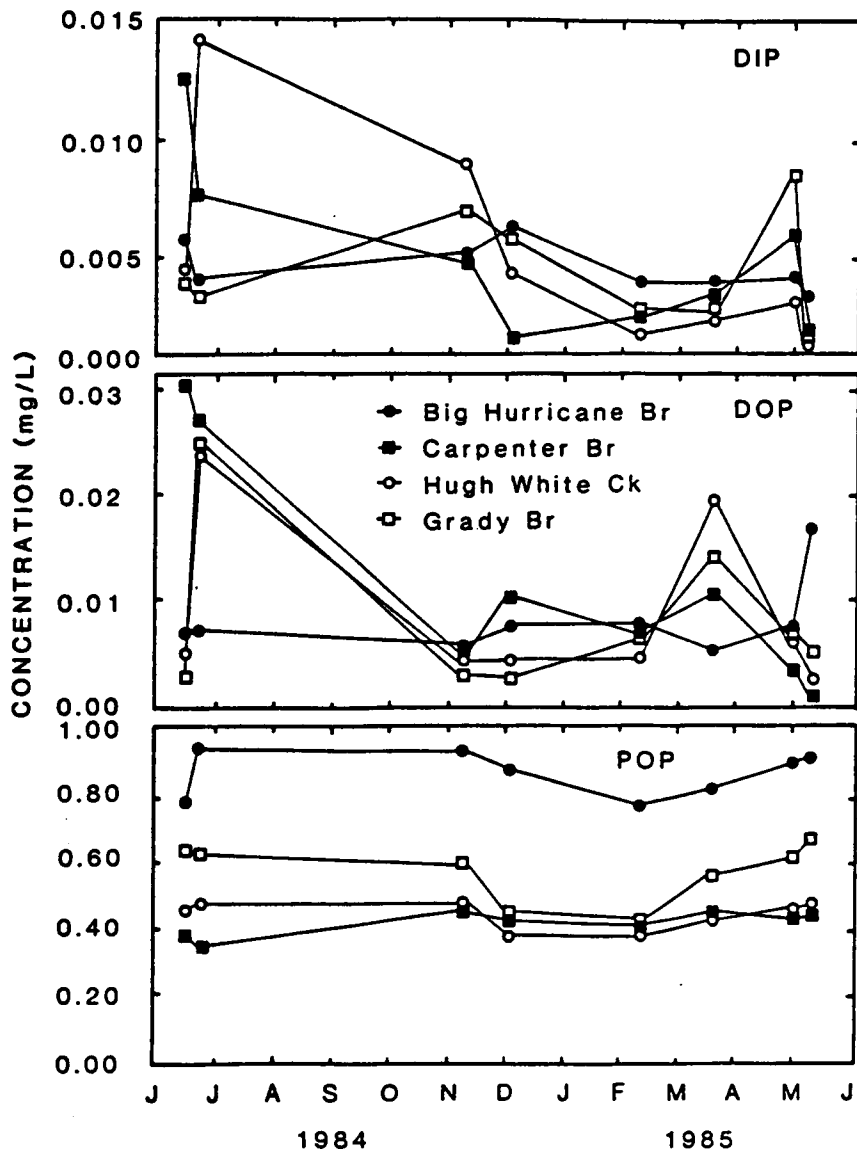 0.015
DIP
0.010
0.005
0.000
CONCENTRATION (mg/L)
0.03
DOP
Big Hurricane Br
Carpenter Br
Hugh White Ck
Grady Br
0.02
0.01
0.00
1.00
POP
0.80
0.60
0.40
0.20
0.00
J J A S O N D J F M A M J
1984 1985